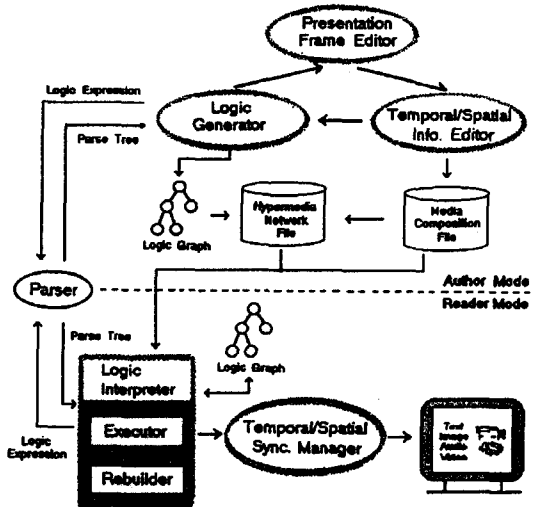 Presentation
Frame Editor
Logic Expression
Logic
Generator
Temporal/Spatial
Info. Editor
Parse Tree
Logic Graph
Hypermedia
Network
File
Media
Composition
File
Parser
Author Mode
Reader Mode
Parse Tree
Logic
Interpreter
Logic Graph
Executor
Temporal/Spatial
Sync. Manager
Text
Image
Audio
Video
Logic
Expression
Rebuilder